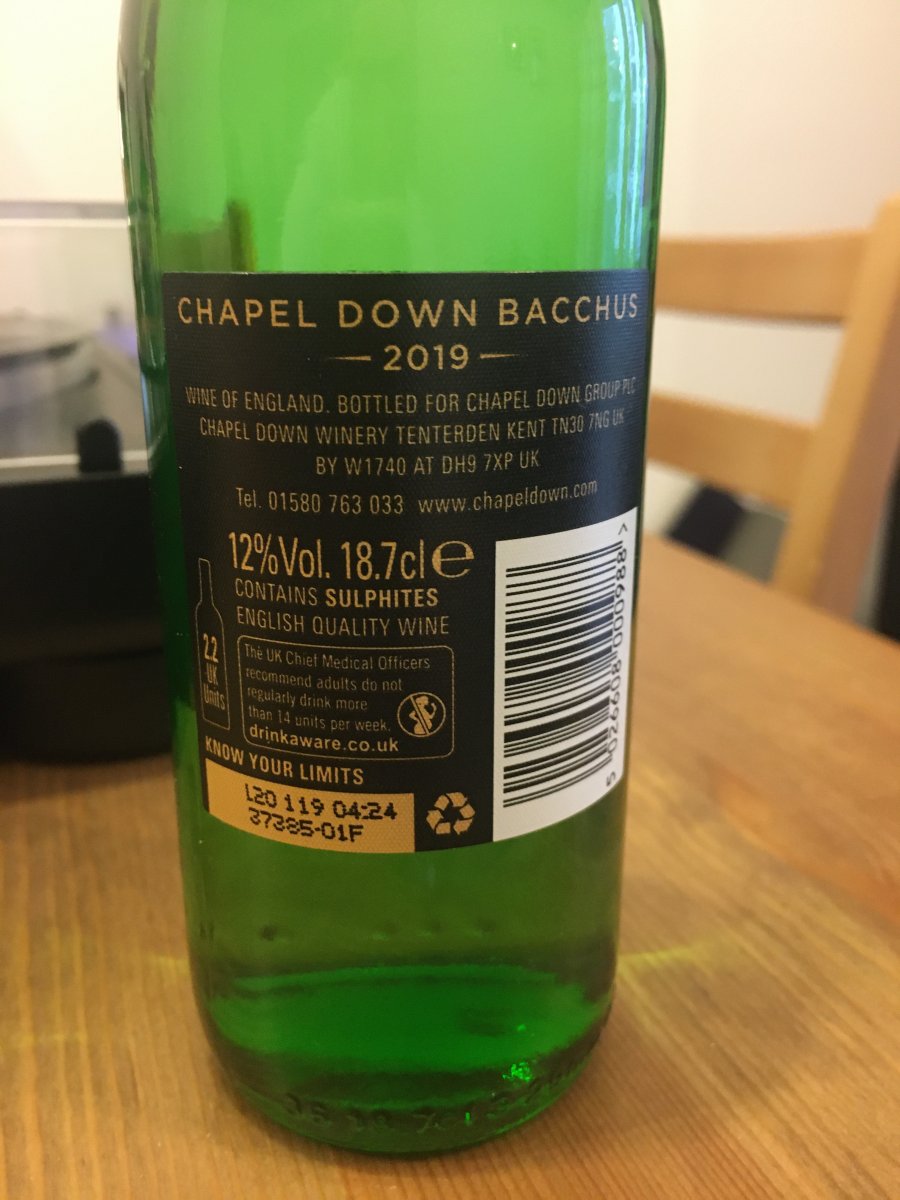 CHAPEL DOWN BACCHUS
2019
WINE OF ENGLAND. BOTTLED FOR CHAPEL DOWN GROUP PLC
CHAPEL DOWN WINERY TENTERDEN KENT TN30 7NG UK
BY W1740 AT DH9 7XP UK
Tel. 01580 763 033 www.chapeldown.com
12%Vol. 18.7cl e
CONTAINS SULPHITES
ENGLISH QUALITY WINE
2.2
UK
Units
The UK Chief Medical Officers
recommend adults do not
regularly drink more
than 14 units per week.
drinkaware.co.uk
KNOW YOUR LIMITS
L20 119 04:24
37385-01F
5 026608 000988 >